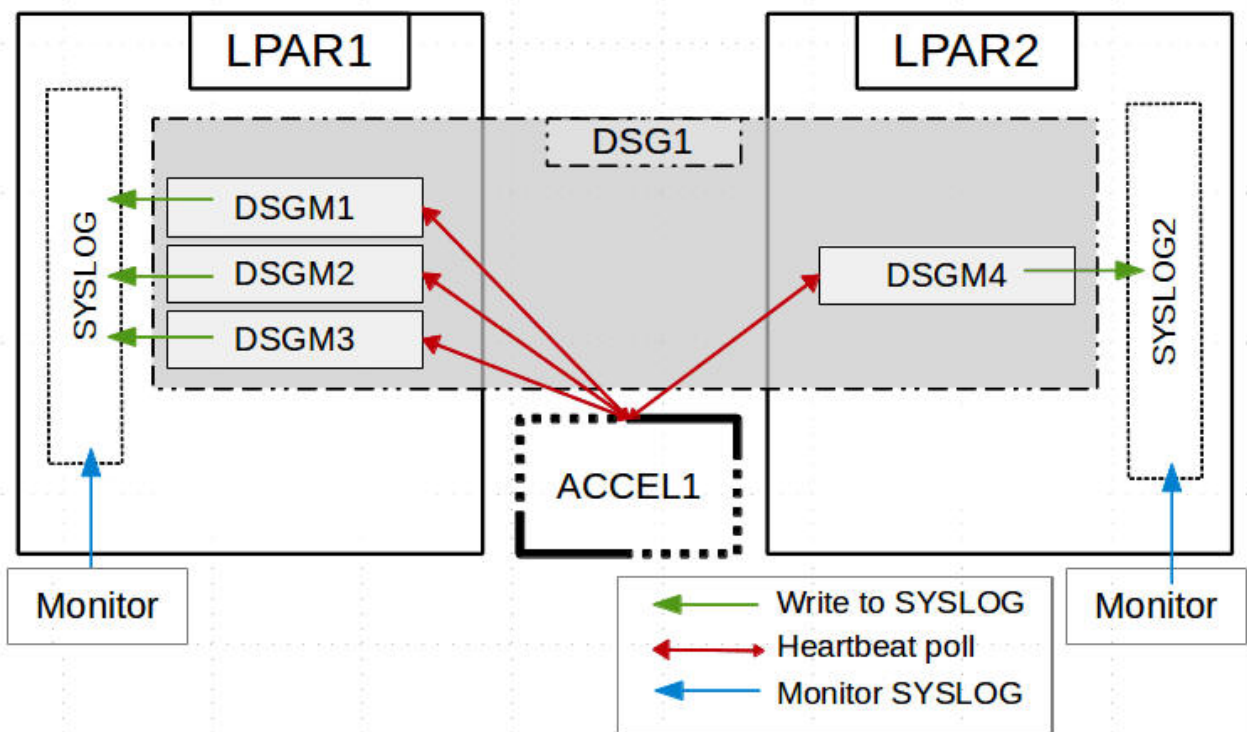 LPAR1
LPAR2
DSG1
SYSLOG
DSGM1
DSGM2
DSGM3
DSGM4
SYSLOG2
ACCEL1
Monitor
Monitor
Write to SYSLOG
Heartbeat poll
Monitor SYSLOG